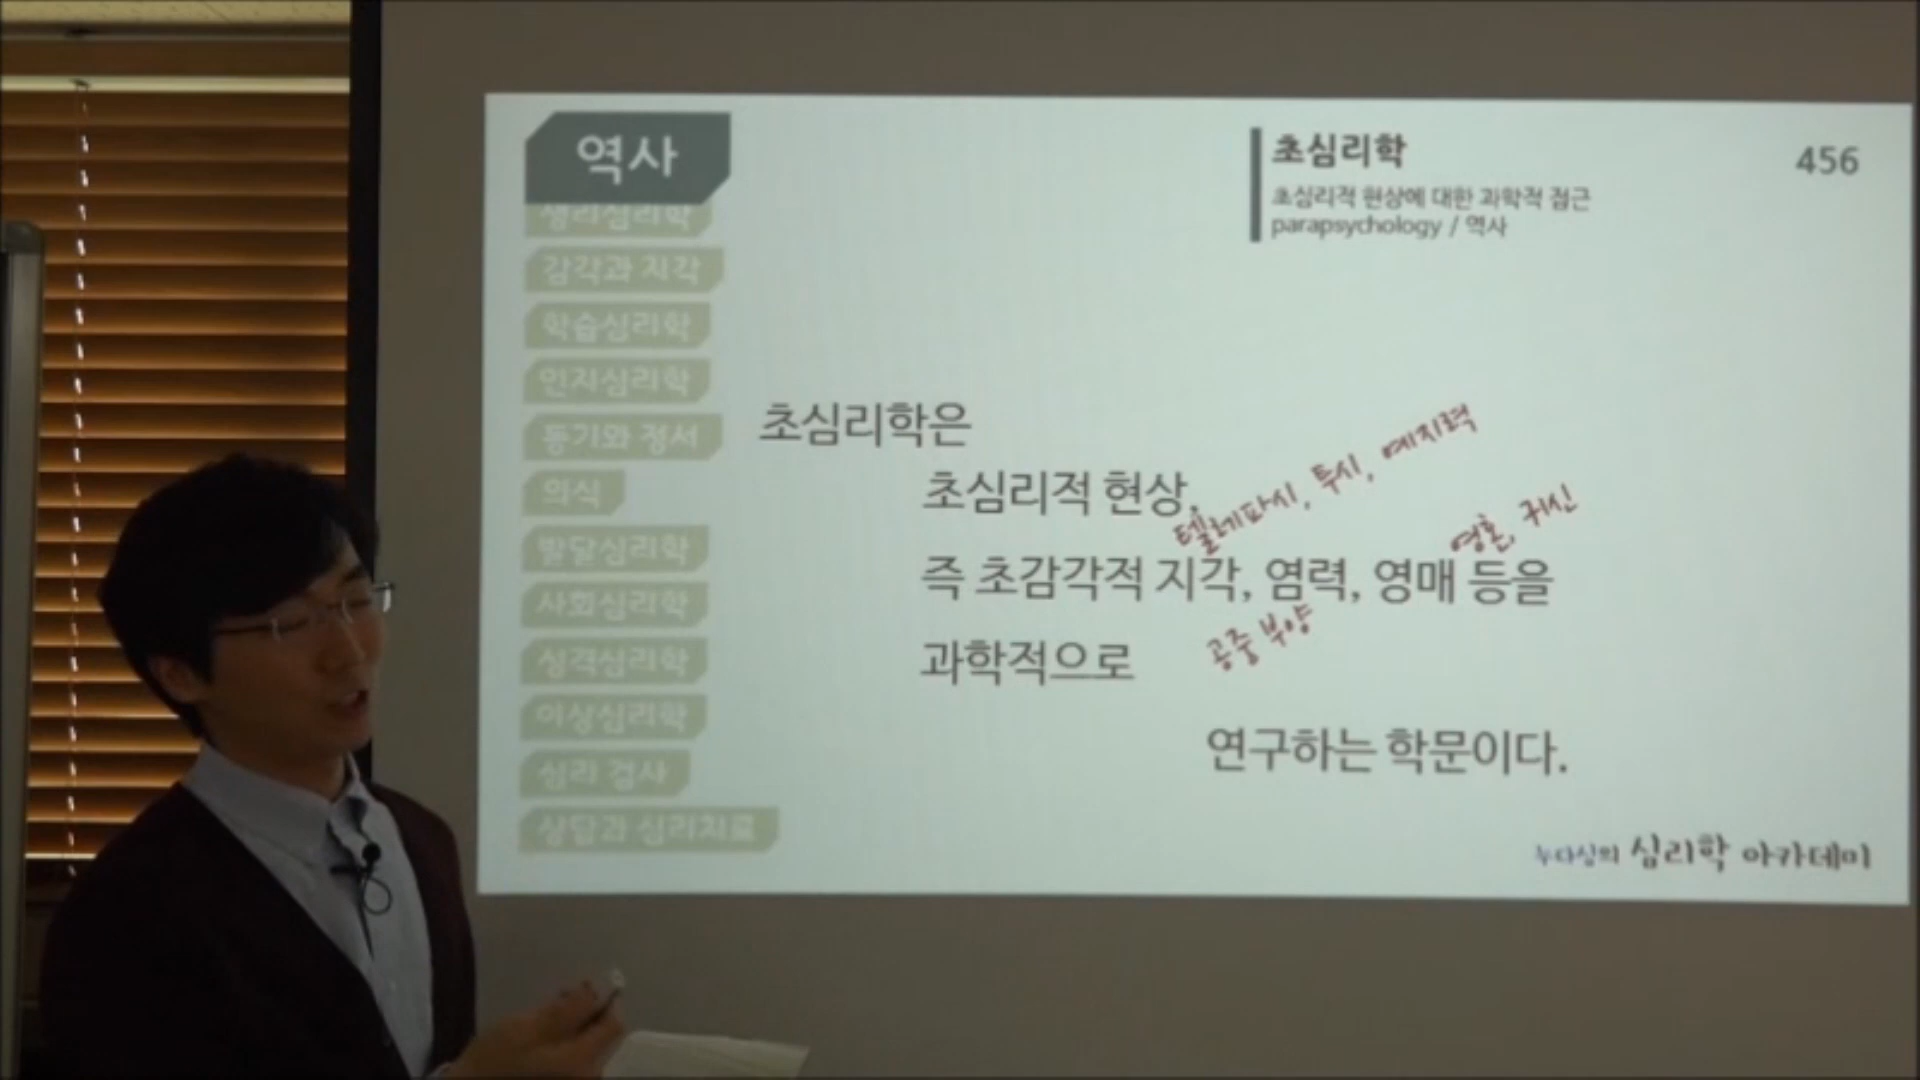 역사
생리심리학
감각과 지각
학습심리학
인지심리학
동기와 정서
의식
발달심리학
사회심리학
성격심리학
이상심리학
심리 검사
상담과 심리치료
초심리학
초심리적 현상에 대한 과학적 접근
parapsychology / 역사
456
초심리학은
초심리적 현상,
텔레파시, 투시, 예지력
영혼, 귀신
즉 초감각적 지각, 염력, 영매 등을
공중 부양
과학적으로
연구하는 학문이다.
누다심의 심리학 아카데미